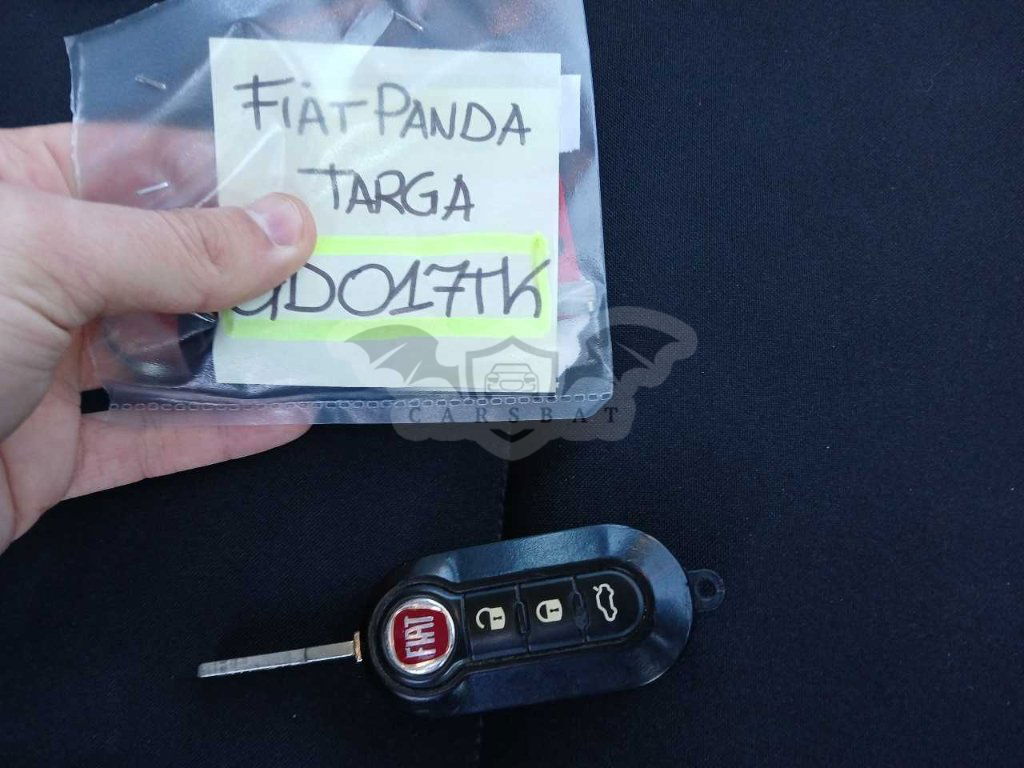 FIAT PANDA
TARGA
GD017TK
CARSBAT
FIAT